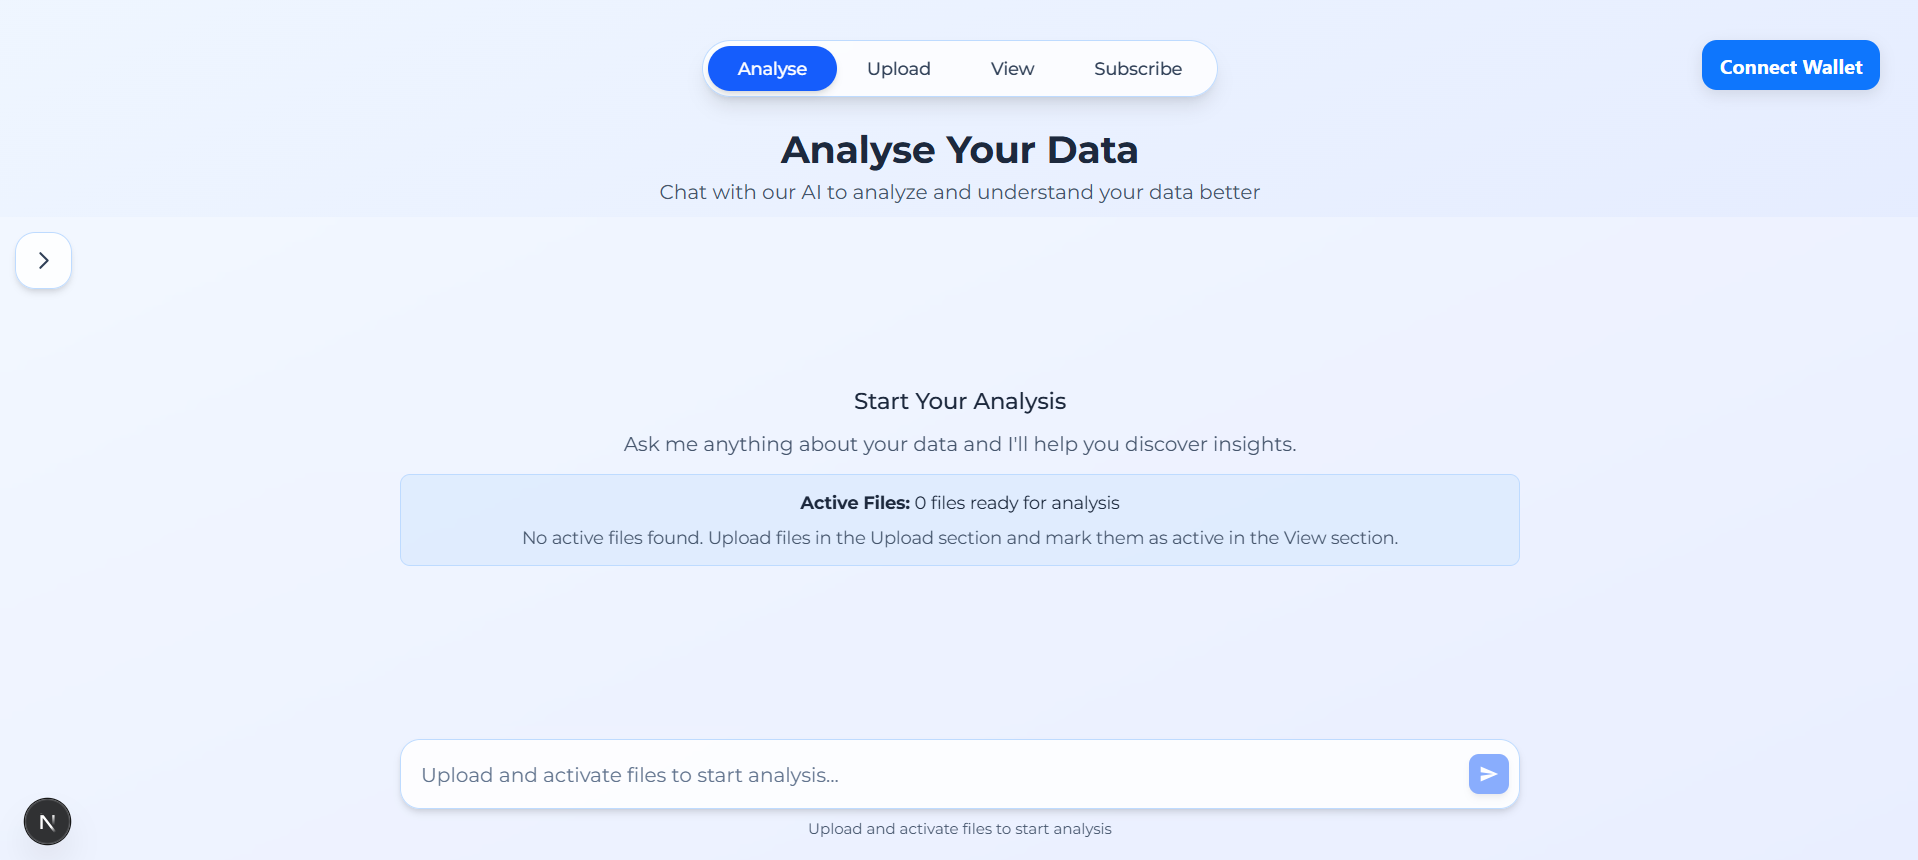 Analyse
Upload
View
Subscribe
Connect Wallet
Analyse Your Data
Chat with our AI to analyze and understand your data better
Start Your Analysis
Ask me anything about your data and I'll help you discover insights.
Active Files: 0 files ready for analysis
No active files found. Upload files in the Upload section and mark them as active in the View section.
Upload and activate files to start analysis...
Upload and activate files to start analysis
N